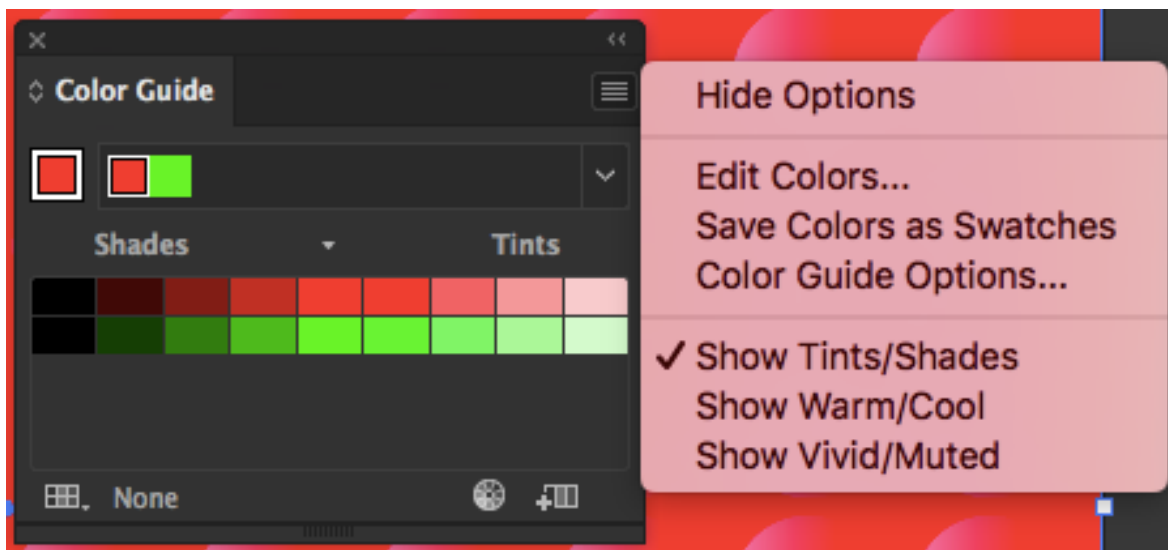 Color Guide
Shades Tints
None
Hide Options
Edit Colors...
Save Colors as Swatches
Color Guide Options...
Show Tints/Shades
Show Warm/Cool
Show Vivid/Muted